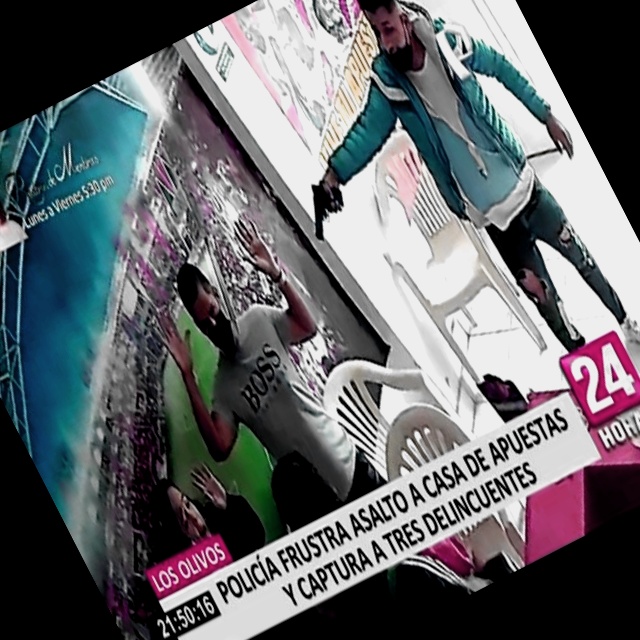 Lunes a Viernes 5:30 pm
BOSS
24
HORA
LOS OLIVOS
21:50:16
POLICÍA FRUSTRA ASALTO A CASA DE APUESTAS
Y CAPTURA A TRES DELINCUENTES